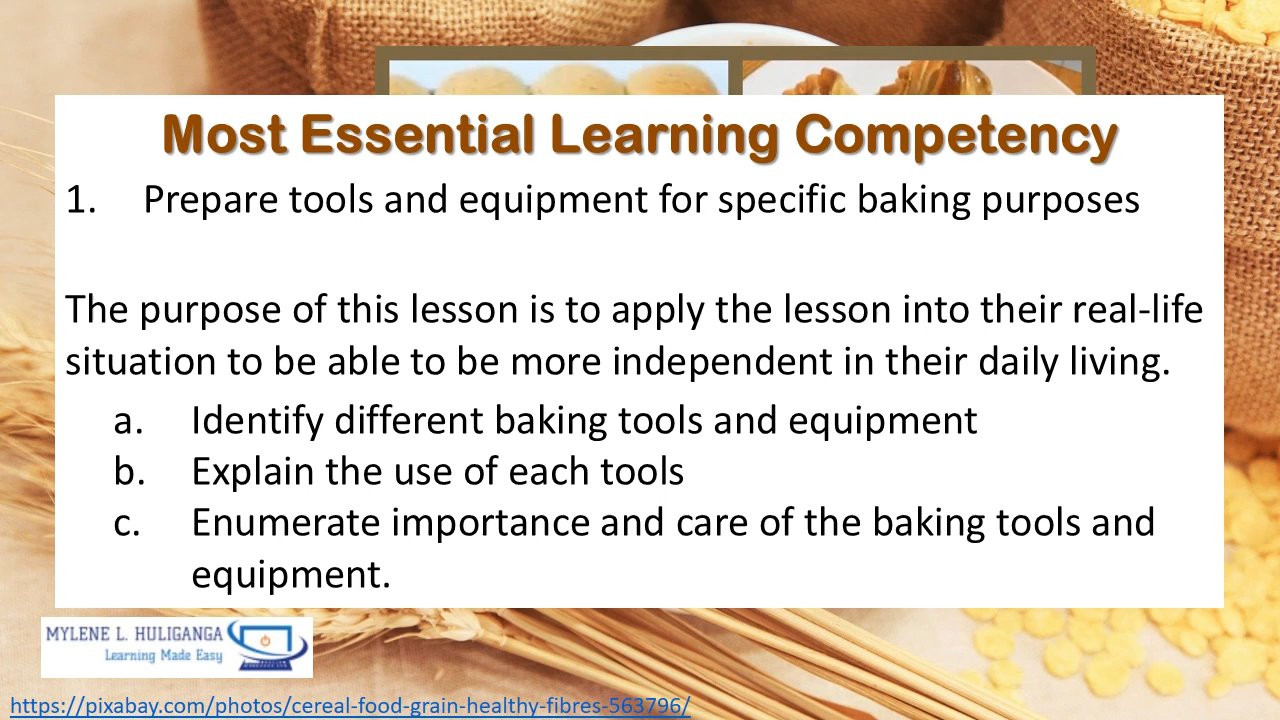 Most Essential Learning Competency
1. Prepare tools and equipment for specific baking purposes
The purpose of this lesson is to apply the lesson into their real-life
situation to be able to be more independent in their daily living.
a. Identify different baking tools and equipment
b. Explain the use of each tools
c. Enumerate importance and care of the baking tools and
equipment.
MYLENE L. HULIGANGA
Learning Made Easy
https://pixabay.com/photos/cereal-food-grain-healthy-fibres-563796/